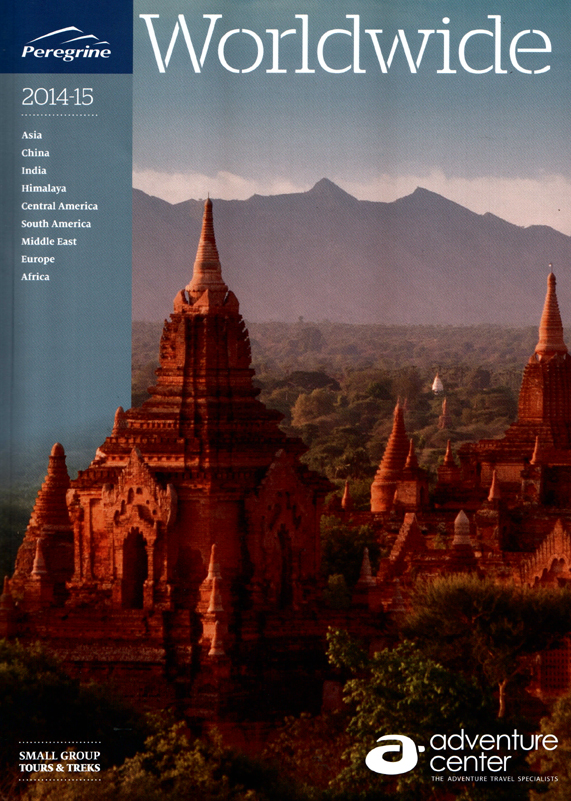 Peregrine
Worldwide
2014-15
Asia
China
India
Himalaya
Central America
South America
Middle East
Europe
Africa
SMALL GROUP
TOURS & TREKS
adventure
center
THE ADVENTURE TRAVEL SPECIALISTS